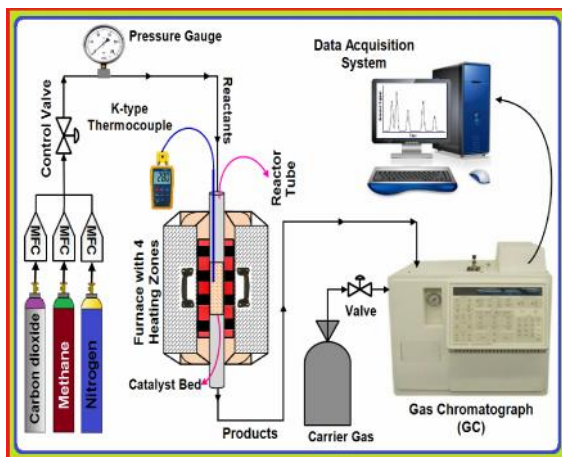 Pressure Gauge
Data Acquisition
System
Control Valve
K-type
Thermocouple
Reactants
Reactor
Tube
MFC
MFC
MFC
Furnace with 4
Heating Zones
Carbon dioxide
Methane
Nitrogen
Valve
Catalyst Bed
Products
Carrier Gas
Gas Chromatograph
(GC)